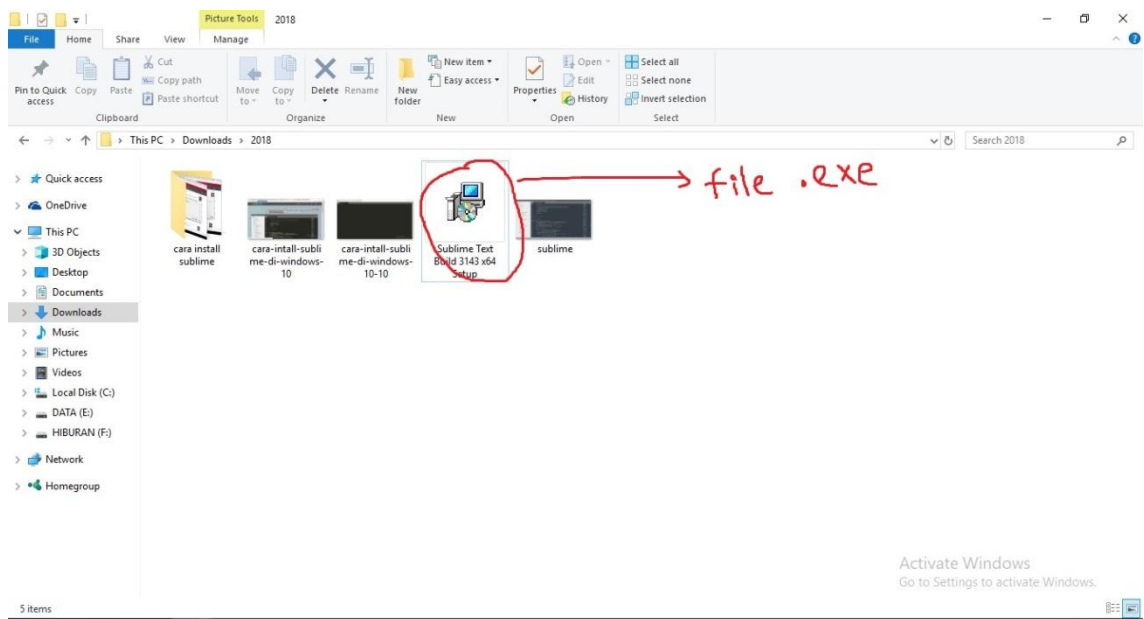 Picture Tools
2018
File
Home
Share
View
Manage
Pin to Quick
access
Copy
Paste
Cut
Copy path
Paste shortcut
Clipboard
Move
to
Copy
to
Delete
Rename
Organize
New
folder
New item
Easy access
New
Properties
Open
Edit
History
Open
Select all
Select none
Invert selection
Select
This PC > Downloads > 2018
Search 2018
Quick access
OneDrive
This PC
3D Objects
Desktop
Documents
Downloads
Music
Pictures
Videos
Local Disk (C:)
DATA (E:)
HIBURAN (F:)
Network
Homegroup
cara install
sublime
cara-intall-subli
me-di-windows-
10
cara-intall-subli
me-di-windows-
10-10
Sublime Text
Build 3143 x64
Setup
sublime
file .exe
Activate Windows
Go to Settings to activate Windows.
5 items